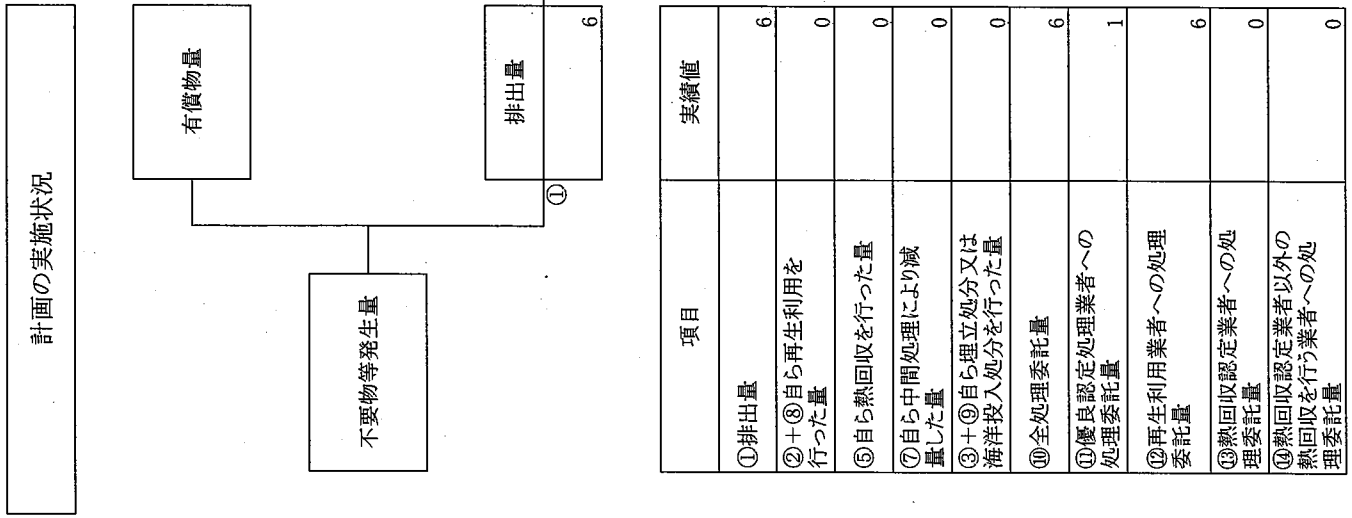 計画の実施状況
有償物量
不要物等発生量
排出量
①
6
項目
実績値
①排出量
6
②+⑧自ら再生利用を
行った量
0
⑤自ら熱回収を行った量
0
⑦自ら中間処理により減
量した量
0
③+⑨自ら埋立処分又は
海洋投入処分を行った量
0
⑩全処理委託量
6
⑪優良認定処理業者への
処理委託量
1
⑫再生利用業者への処理
委託量
6
⑬熱回収認定業者への処
理委託量
0
⑭熱回収認定業者以外の
熱回収を行う業者への処
理委託量
0